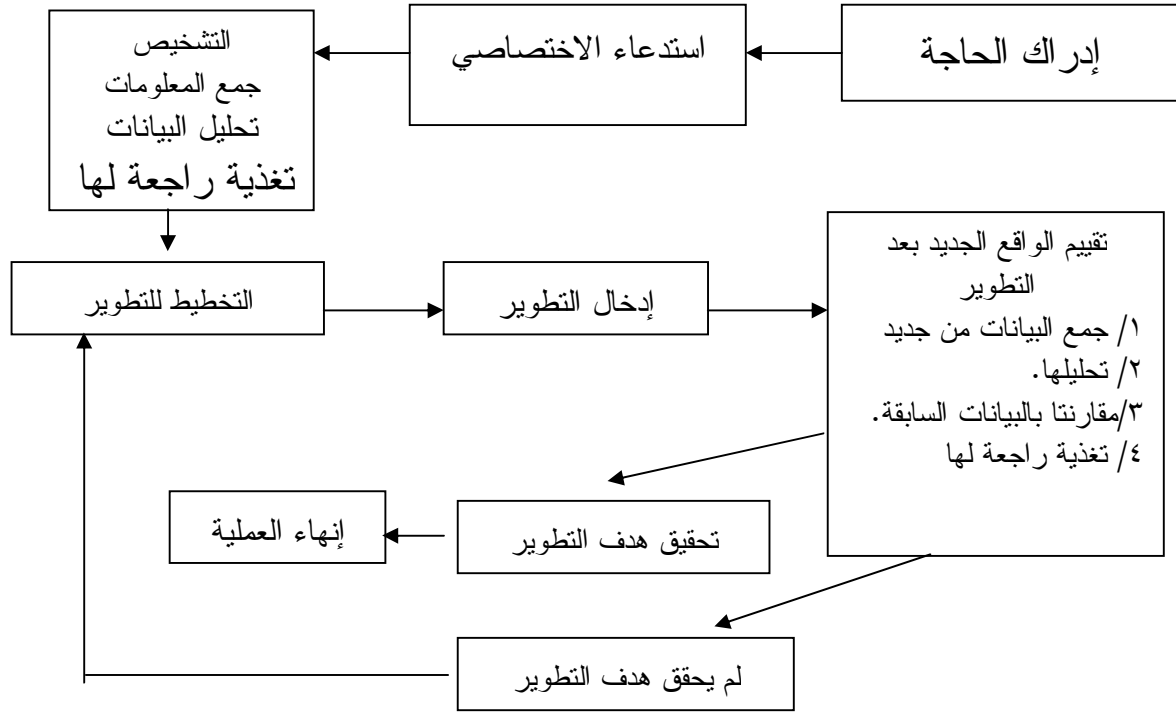 إدراك الحاجة
استدعاء الاختصاصي
التشخيص
جمع المعلومات
تحليل البيانات
تغذية راجعة لها
التخطيط للتطوير
إدخال التطوير
تقييم الواقع الجديد بعد
التطوير
١/ جمع البيانات من جديد
٢/ تحليلها.
٣/مقارنتا بالبيانات السابقة.
٤/ تغذية راجعة لها
تحقيق هدف التطوير
إنهاء العملية
لم يحقق هدف التطوير